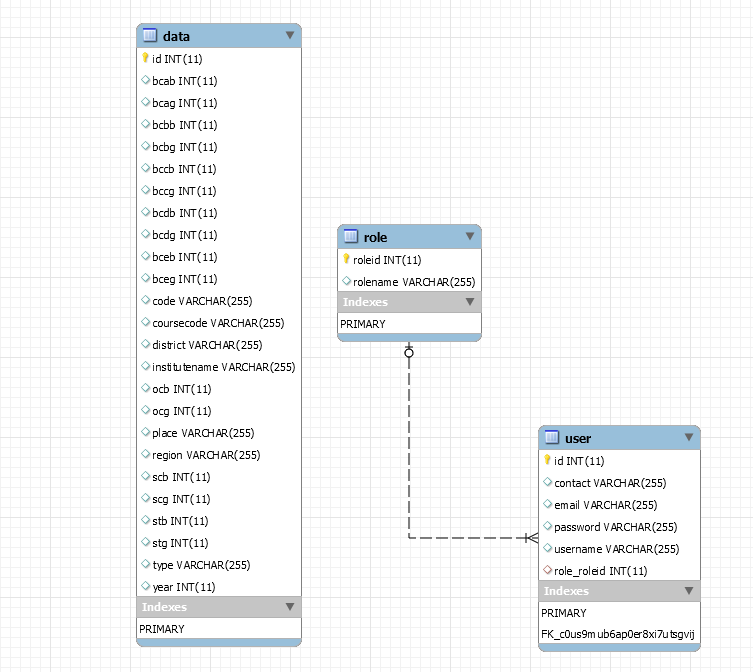 data
id INT(11)
bcab INT(11)
bcag INT(11)
bcbb INT(11)
bcbg INT(11)
bccb INT(11)
bccg INT(11)
bcdb INT(11)
bcdg INT(11)
bceb INT(11)
bceg INT(11)
code VARCHAR(255)
coursecode VARCHAR(255)
district VARCHAR(255)
institutename VARCHAR(255)
ocb INT(11)
ocg INT(11)
place VARCHAR(255)
region VARCHAR(255)
scb INT(11)
scg INT(11)
stb INT(11)
stg INT(11)
type VARCHAR(255)
year INT(11)
Indexes
PRIMARY
role
roleid INT(11)
rolename VARCHAR(255)
Indexes
PRIMARY
user
id INT(11)
contact VARCHAR(255)
email VARCHAR(255)
password VARCHAR(255)
username VARCHAR(255)
role_roleid INT(11)
Indexes
PRIMARY
FK_c0us9mub6ap0er8xi7utsgvij